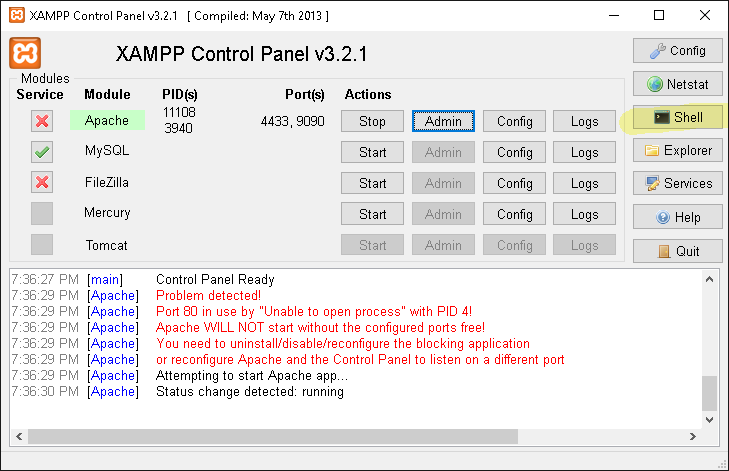 XAMPP Control Panel v3.2.1 [ Compiled: May 7th 2013 ]
XAMPP Control Panel v3.2.1
Config
Netstat
Shell
Explorer
Services
Help
Quit
Modules
Service Module PID(s) Port(s) Actions
Apache 11108 3940 4433, 9090 Stop Admin Config Logs
MySQL Start Admin Config Logs
FileZilla Start Admin Config Logs
Mercury Start Admin Config Logs
Tomcat Start Admin Config Logs
7:36:27 PM [main] Control Panel Ready
7:36:29 PM [Apache] Problem detected!
7:36:29 PM [Apache] Port 80 in use by "Unable to open process" with PID 4!
7:36:29 PM [Apache] Apache WILL NOT start without the configured ports free!
7:36:29 PM [Apache] You need to uninstall/disable/reconfigure the blocking application
7:36:29 PM [Apache] or reconfigure Apache and the Control Panel to listen on a different port
7:36:29 PM [Apache] Attempting to start Apache app...
7:36:30 PM [Apache] Status change detected: running